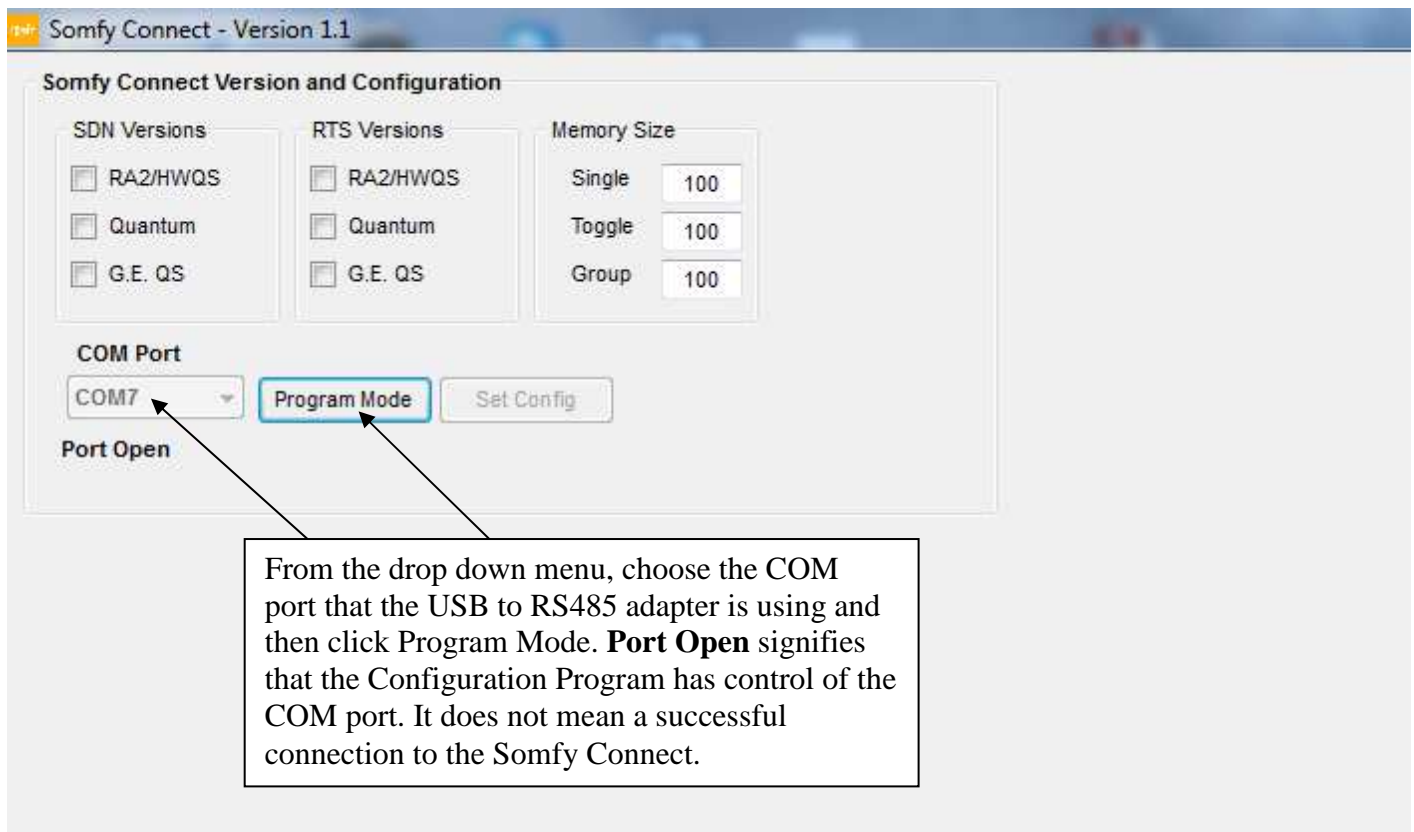 Somfy Connect - Version 1.1
Somfy Connect Version and Configuration
SDN Versions
RA2/HWQS
Quantum
G.E. QS
RTS Versions
RA2/HWQS
Quantum
G.E. QS
Memory Size
Single 100
Toggle 100
Group 100
COM Port
COM7 Program Mode Set Config
Port Open
From the drop down menu, choose the COM
port that the USB to RS485 adapter is using and
then click Program Mode. Port Open signifies
that the Configuration Program has control of the
COM port. It does not mean a successful
connection to the Somfy Connect.